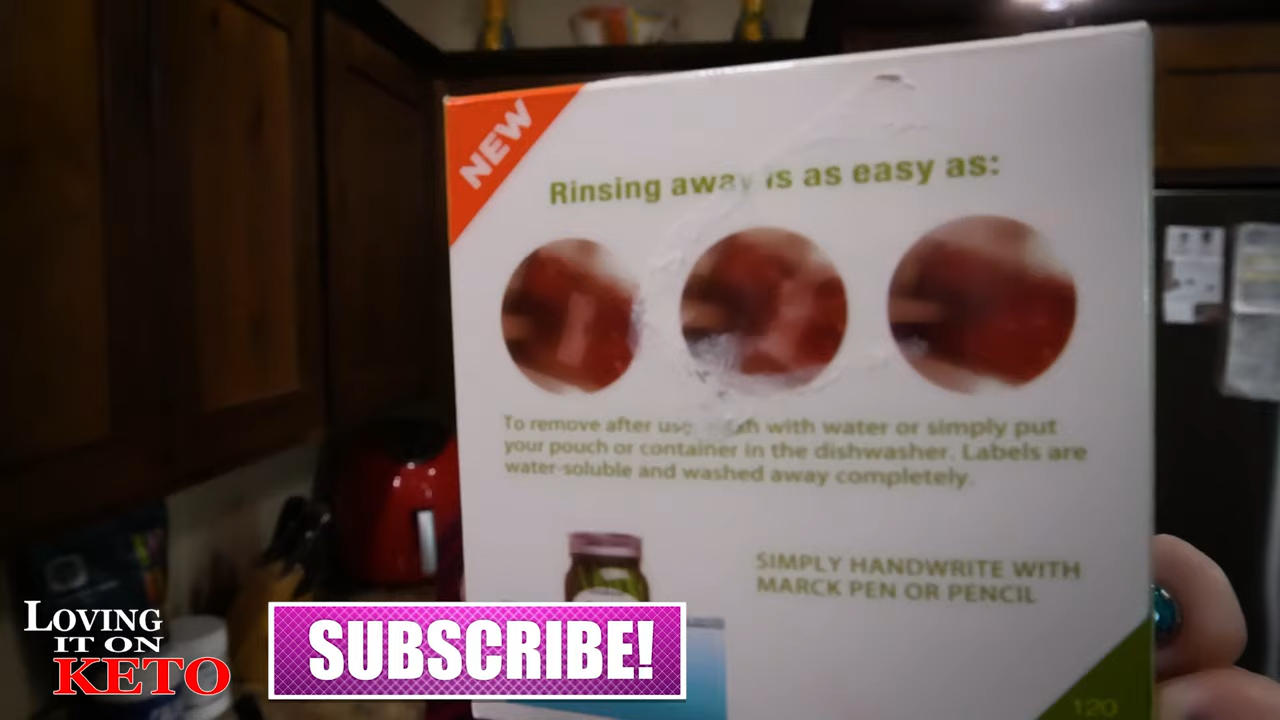 NEW
Rinsing away is as easy as:
To remove after use with water or simply put
your pouch or container in the dishwasher. Labels are
water-soluble and washed away completely.
SIMPLY HANDWRITE WITH
MARCK PEN OR PENCIL
120
LOVING
IT ON
KETO
SUBSCRIBE!